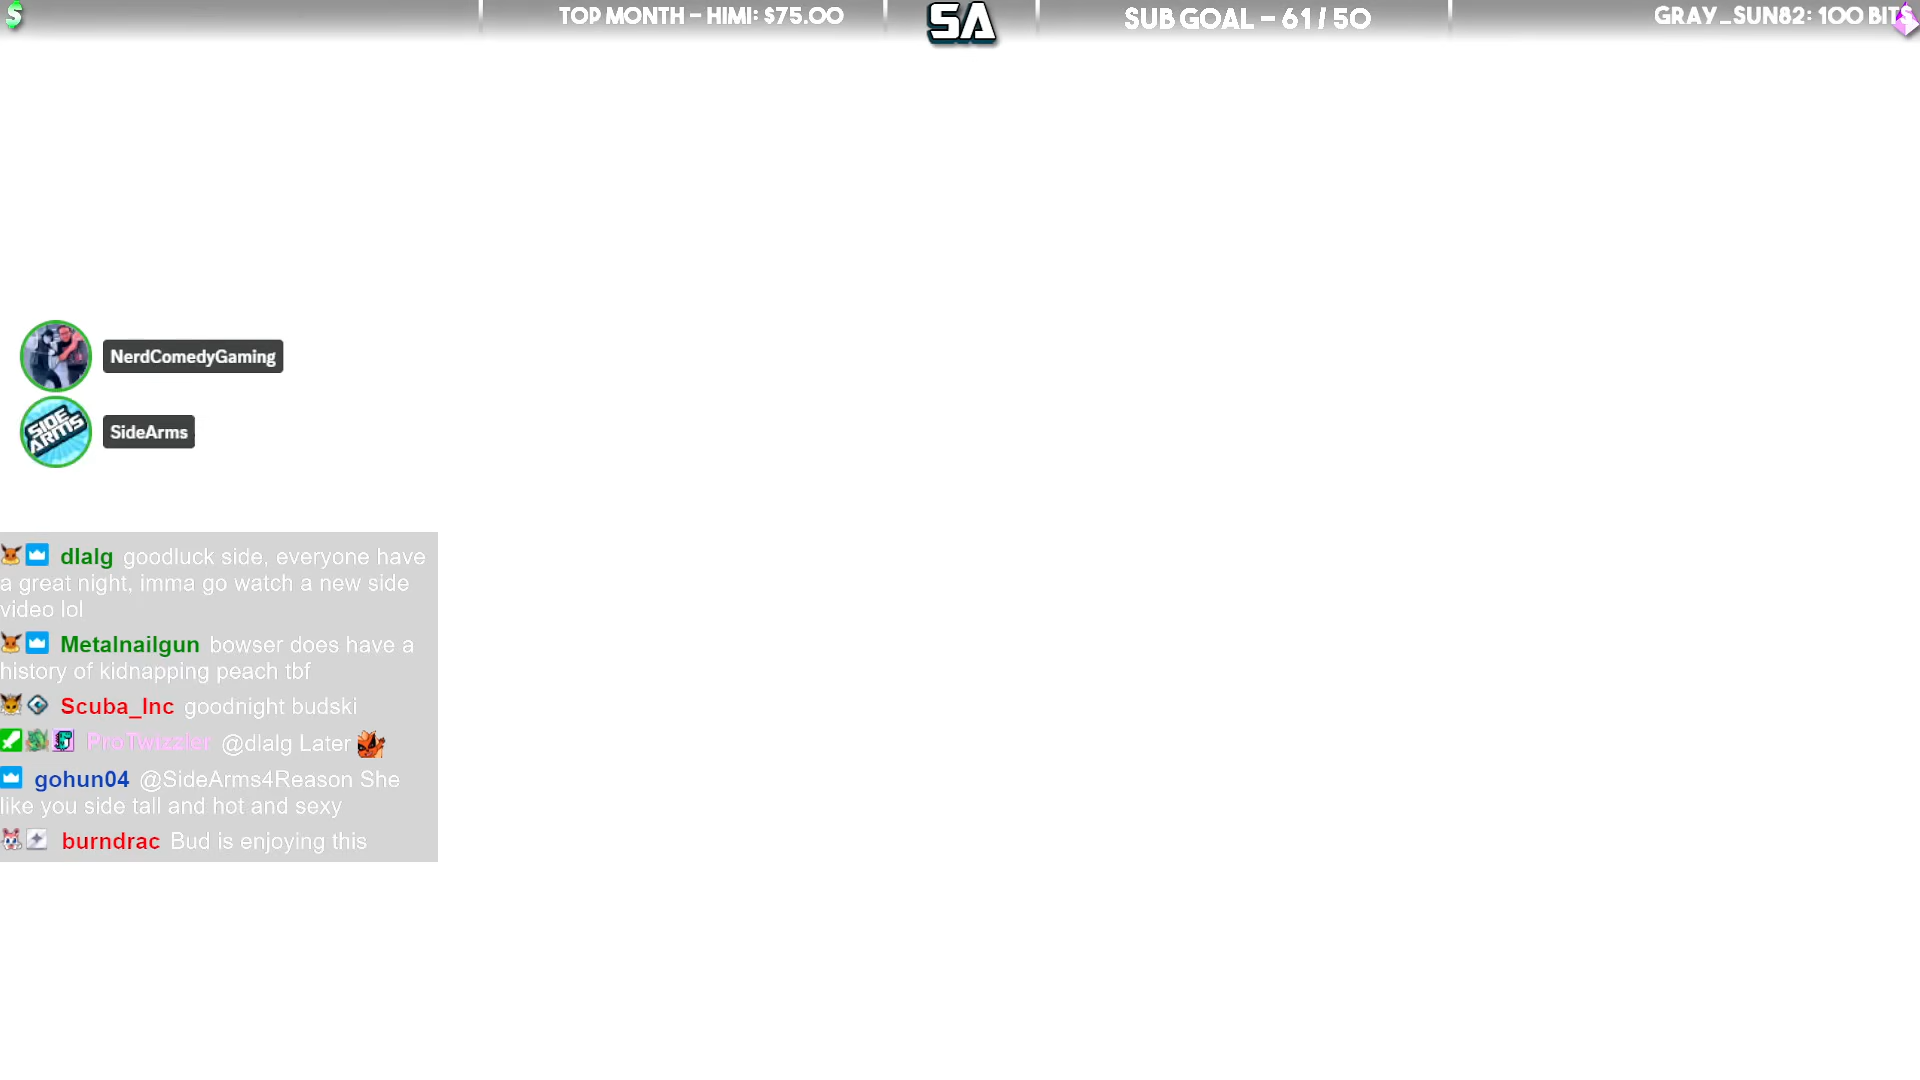 TOP MONTH - HIMI: $75.00
SA
SUB GOAL - 61 / 50
GRAY_SUN82: 100 BITS
NerdComedyGaming
SIDE
ARMS
SideArms
dlalg goodluck side, everyone have
a great night, imma go watch a new side
video lol
Metalnailgun bowser does have a
history of kidnapping peach tbf
Scuba_Inc goodnight budski
ProTwizzler @dlalg Later
gohun04 @SideArms4Reason She
like you side tall and hot and sexy
burndrac Bud is enjoying this